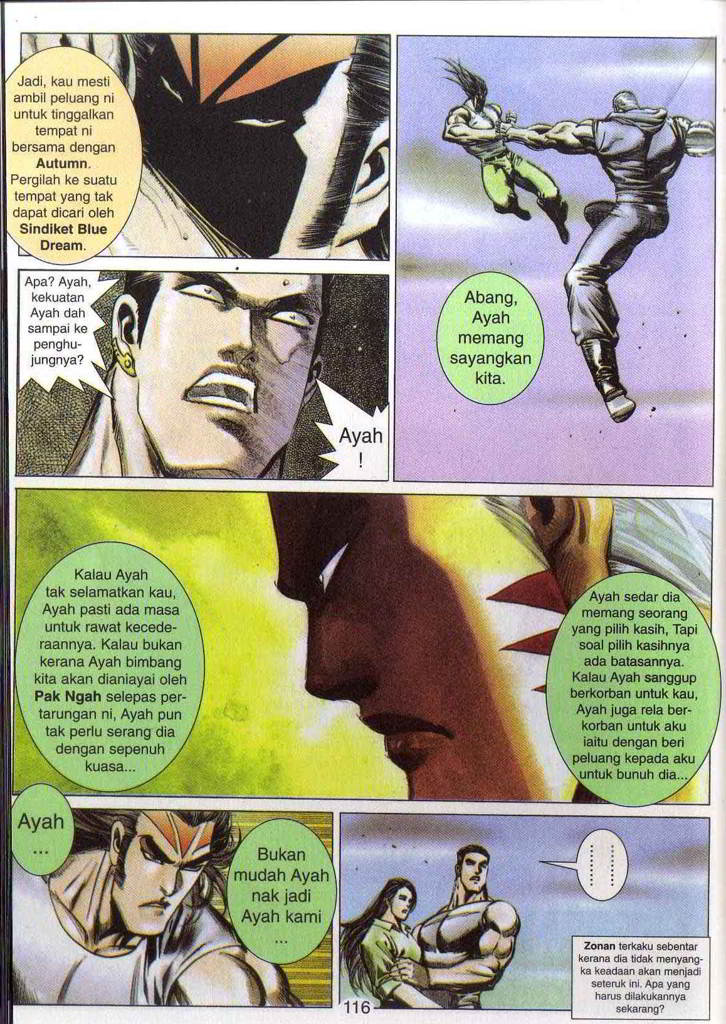 Jadi, kau mesti
ambil peluang ni
untuk tinggalkan
tempat ni
bersama dengan
Autumn.
Pergilah ke suatu
tempat yang tak
dapat dicari oleh
Sindiket Blue
Dream.
Abang,
Ayah
memang
sayangkan
kita.
Apa? Ayah,
kekuatan
Ayah dah
sampai ke
penghu-
jungnya?
Ayah
!
Kalau Ayah
tak selamatkan kau,
Ayah pasti ada masa
untuk rawat kecede-
raannya. Kalau bukan
kerana Ayah bimbang
kita akan dianiayai oleh
Pak Ngah selepas per-
tarungan ni, Ayah pun
tak perlu serang dia
dengan sepenuh
kuasa...
Ayah sedar dia
memang seorang
yang pilih kasih, Tapi
soal pilih kasihnya
ada batasannya.
Kalau Ayah sanggup
berkorban untuk kau,
Ayah juga rela ber-
korban untuk aku
iaitu dengan beri
peluang kepada aku
untuk bunuh dia...
Ayah
...
Bukan
mudah Ayah
nak jadi
Ayah kami
...
Zonan terkaku sebentar
kerana dia tidak menyang-
ka keadaan akan menjadi
seteruk ini. Apa yang
harus dilakukannya
sekarang?
116